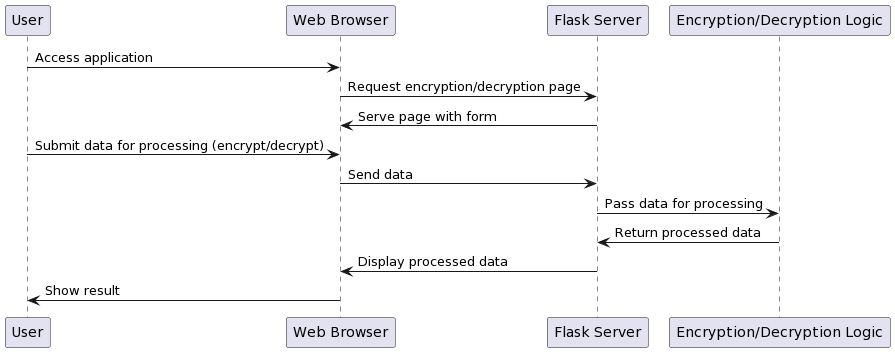 User
Web Browser
Flask Server
Encryption/Decryption Logic
Access application
Request encryption/decryption page
Serve page with form
Submit data for processing (encrypt/decrypt)
Send data
Pass data for processing
Return processed data
Display processed data
Show result
User
Web Browser
Flask Server
Encryption/Decryption Logic